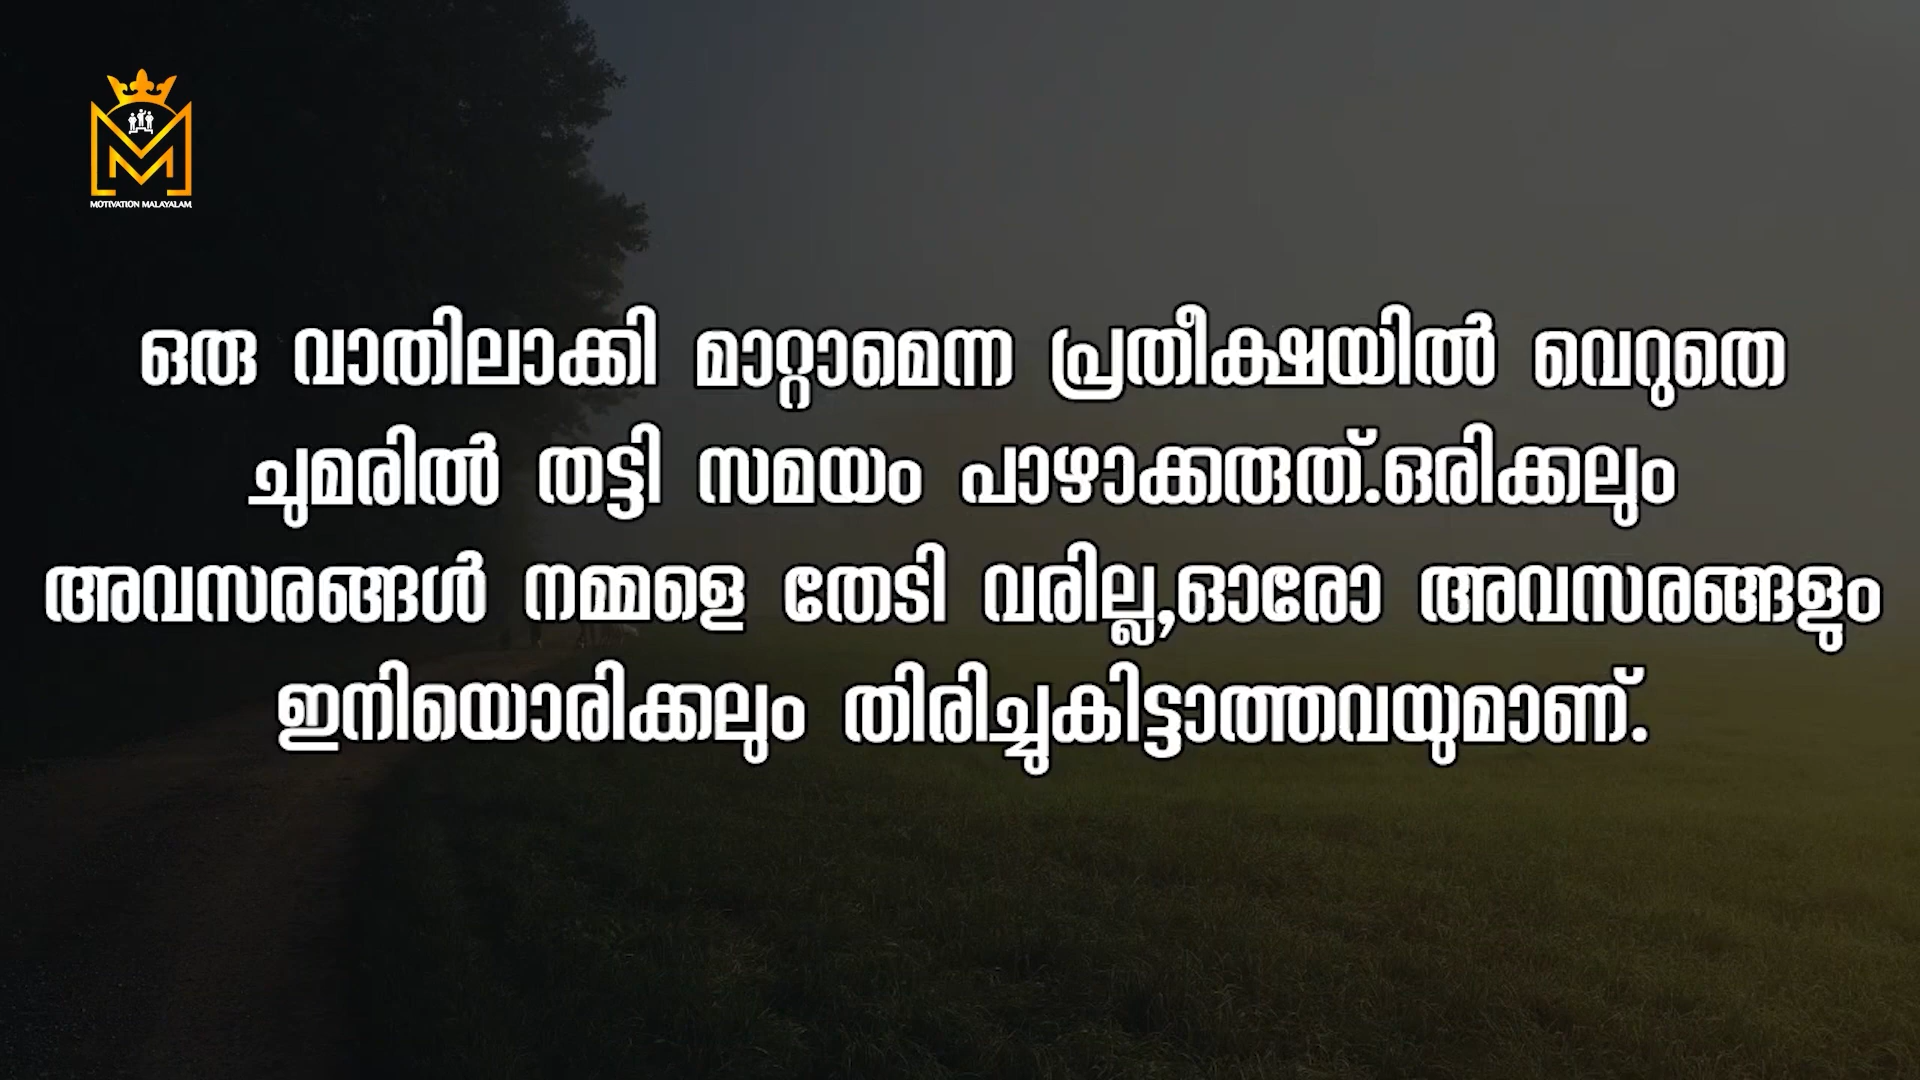 MOTIVATION MALAYALAM
ഒരു വാതിലാക്കി മാറ്റാമെന്ന പ്രതീക്ഷയിൽ വെറുതെ
ചുമരിൽ തട്ടി സമയം പാഴാക്കരുത്.ഒരിക്കലും
അവസരങ്ങൾ നമ്മളെ തേടി വരില്ല,ഓരോ അവസരങ്ങളും
ഇനിയൊരിക്കലും തിരിച്ചുകിട്ടാത്തവയുമാണ്.